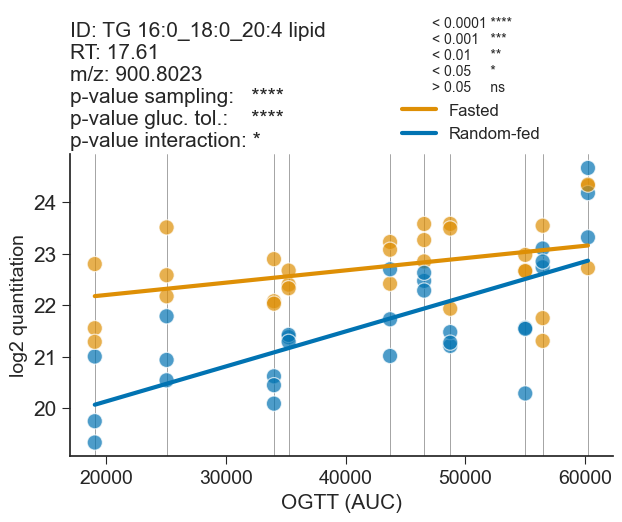 ID: TG 16:0_18:0_20:4 lipid
RT: 17.61
m/z: 900.8023
p-value sampling: ****
p-value gluc. tol.: ****
p-value interaction: *
< 0.0001 ****
< 0.001 ***
< 0.01 **
< 0.05 *
> 0.05 ns
Fasted
Random-fed
log2 quantitation
24
23
22
21
20
20000 30000 40000 50000 60000
OGTT (AUC)